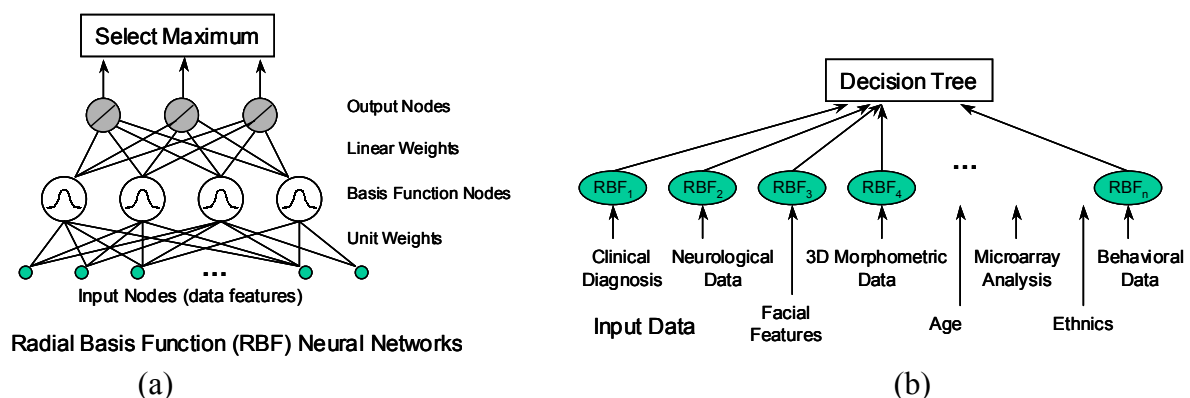 Select Maximum
Output Nodes
Linear Weights
Basis Function Nodes
Unit Weights
...
Input Nodes (data features)
Radial Basis Function (RBF) Neural Networks
(a)
Decision Tree
...
RBF1
RBF2
RBF3
RBF4
RBFn
Clinical
Diagnosis
Neurological
Data
3D Morphometric
Data
Microarray
Analysis
Behavioral
Data
Input Data
Facial
Features
Age
Ethnics
(b)